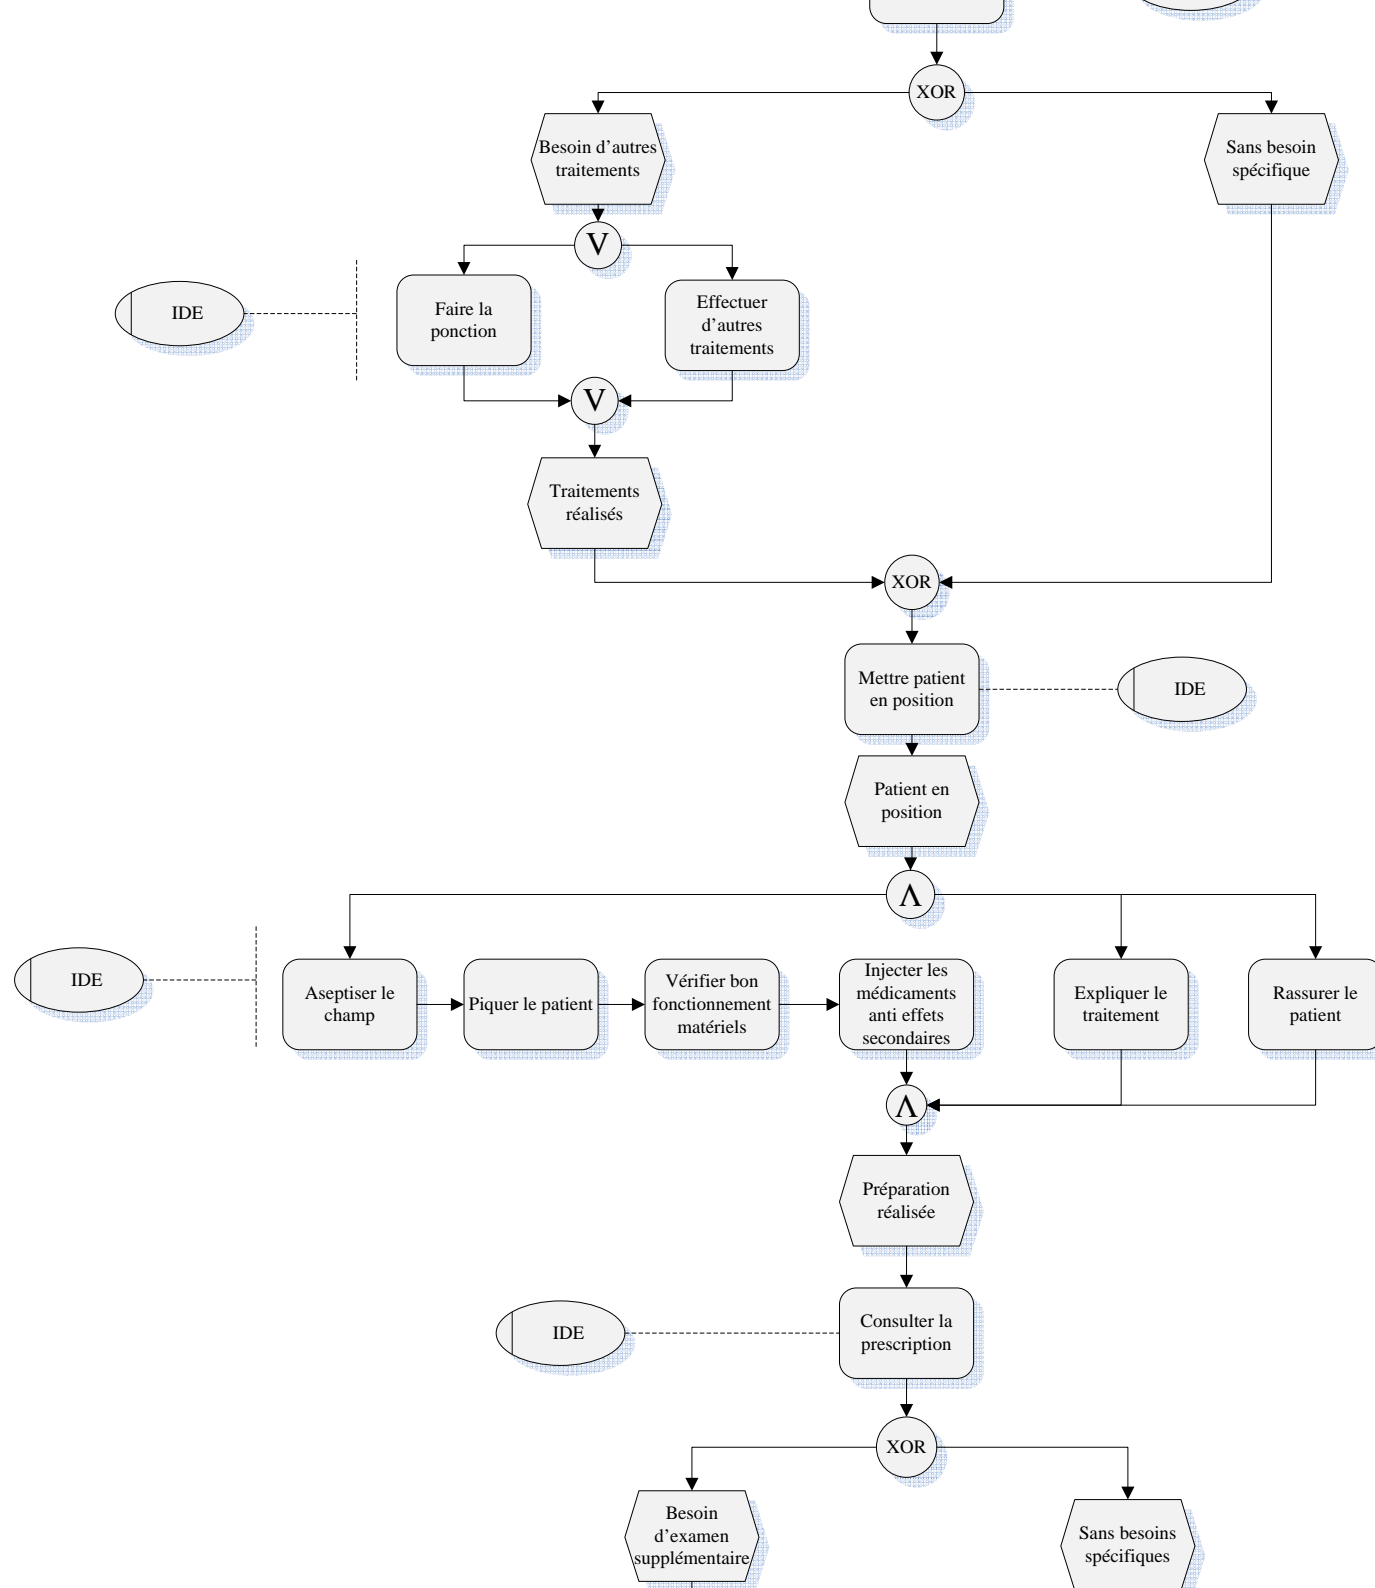 XOR
Besoin d’autres
traitements
Sans besoin
spécifique
V
IDE
Faire la
ponction
Effectuer
d’autres
traitements
V
Traitements
réalisés
XOR
Mettre patient
en position
IDE
Patient en
position
Λ
IDE
Aseptiser le
champ
Piquer le patient
Vérifier bon
fonctionnement
matériels
Injecter les
médicaments
anti effets
secondaires
Expliquer le
traitement
Rassurer le
patient
Λ
Préparation
réalisée
IDE
Consulter la
prescription
XOR
Besoin
d’examen
supplémentaire
Sans besoins
spécifiques